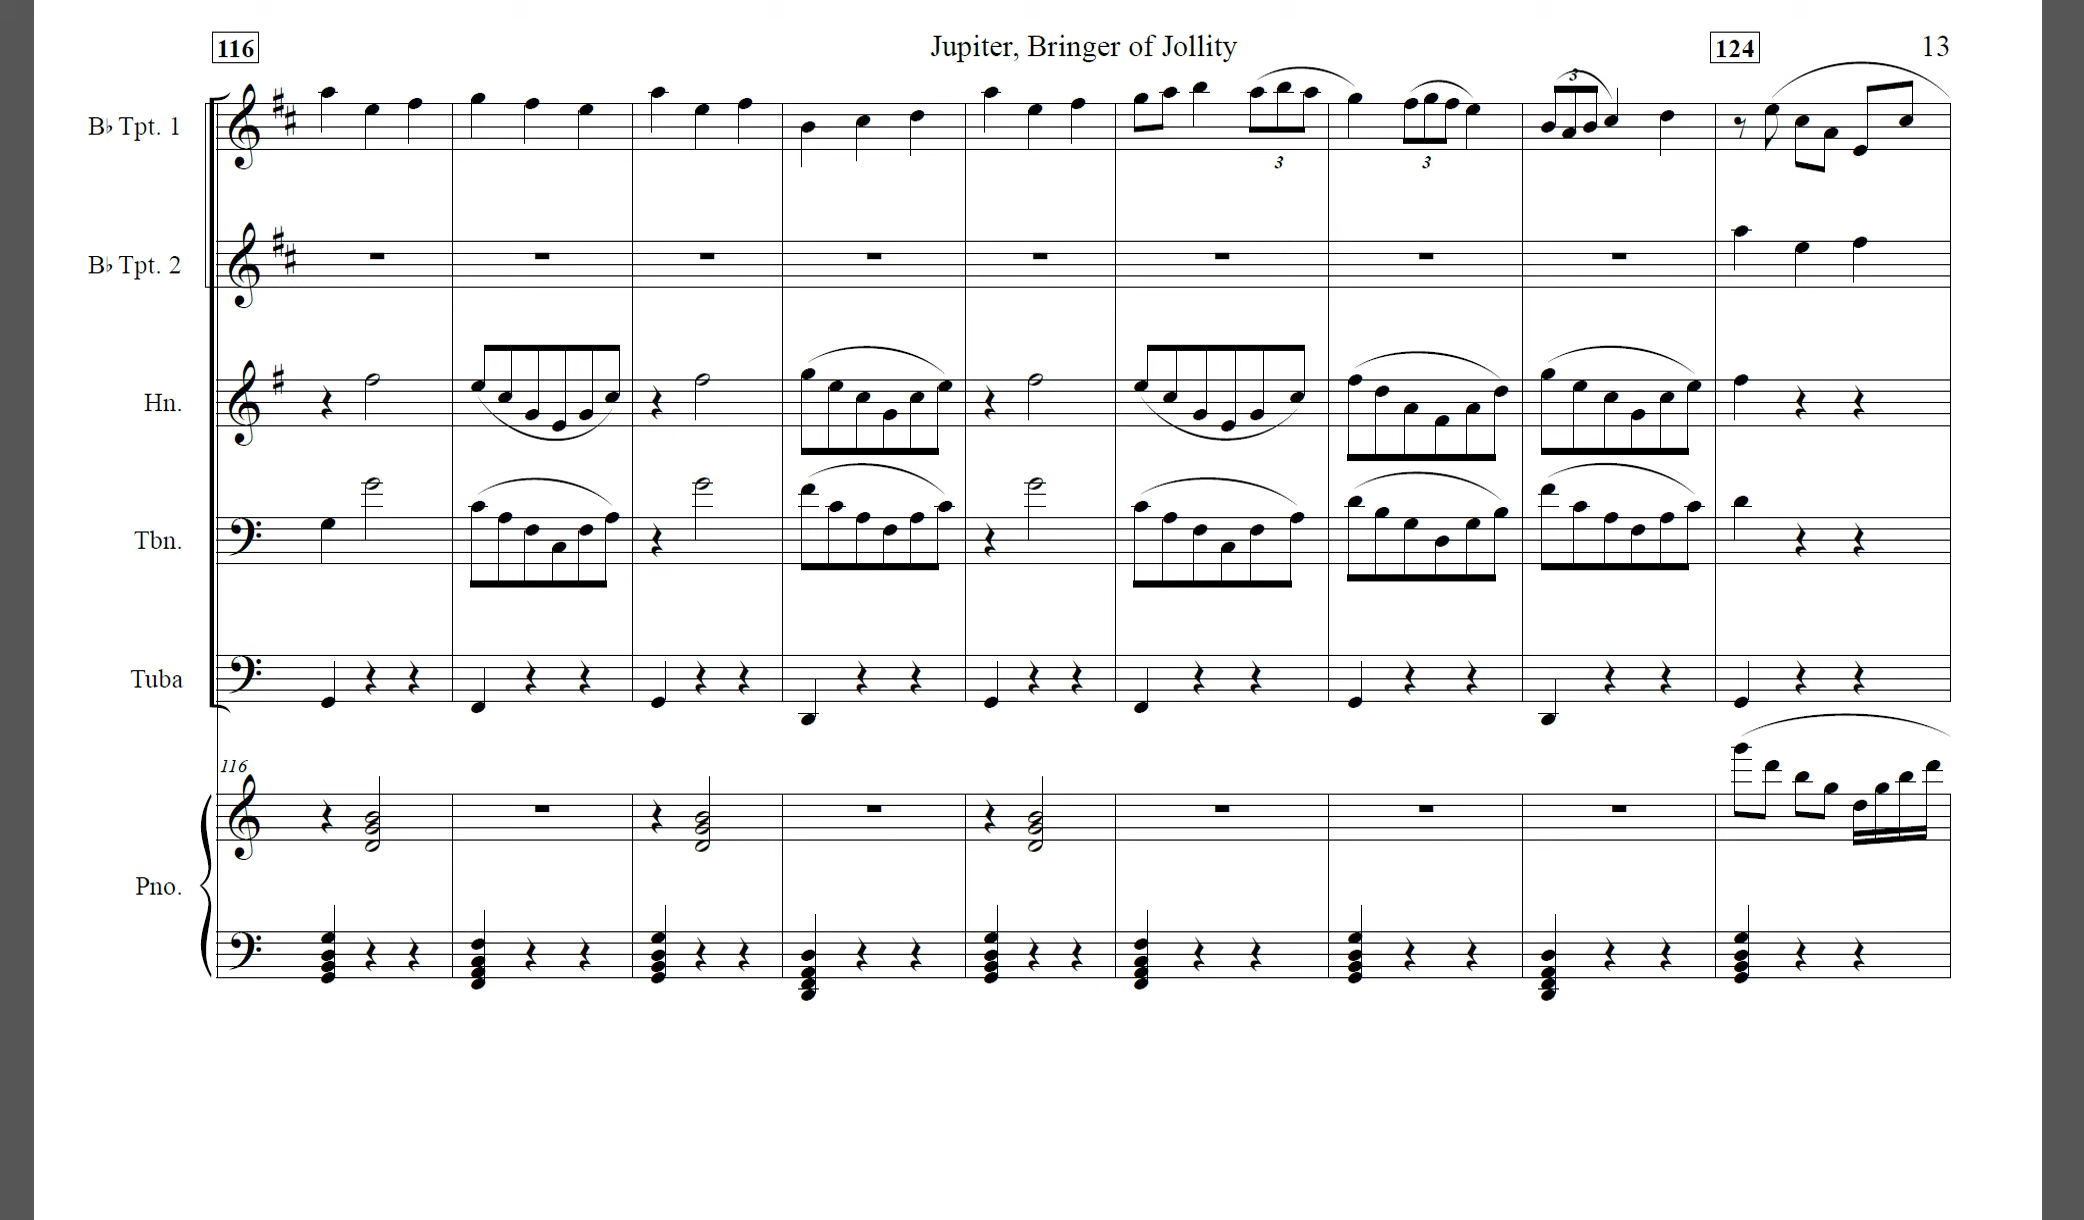 116 Jupiter, Bringer of Jollity 124 13
3
B♭ Tpt. 1
3 3
B♭ Tpt. 2
Hn.
Tbn.
Tuba
116
Pno.